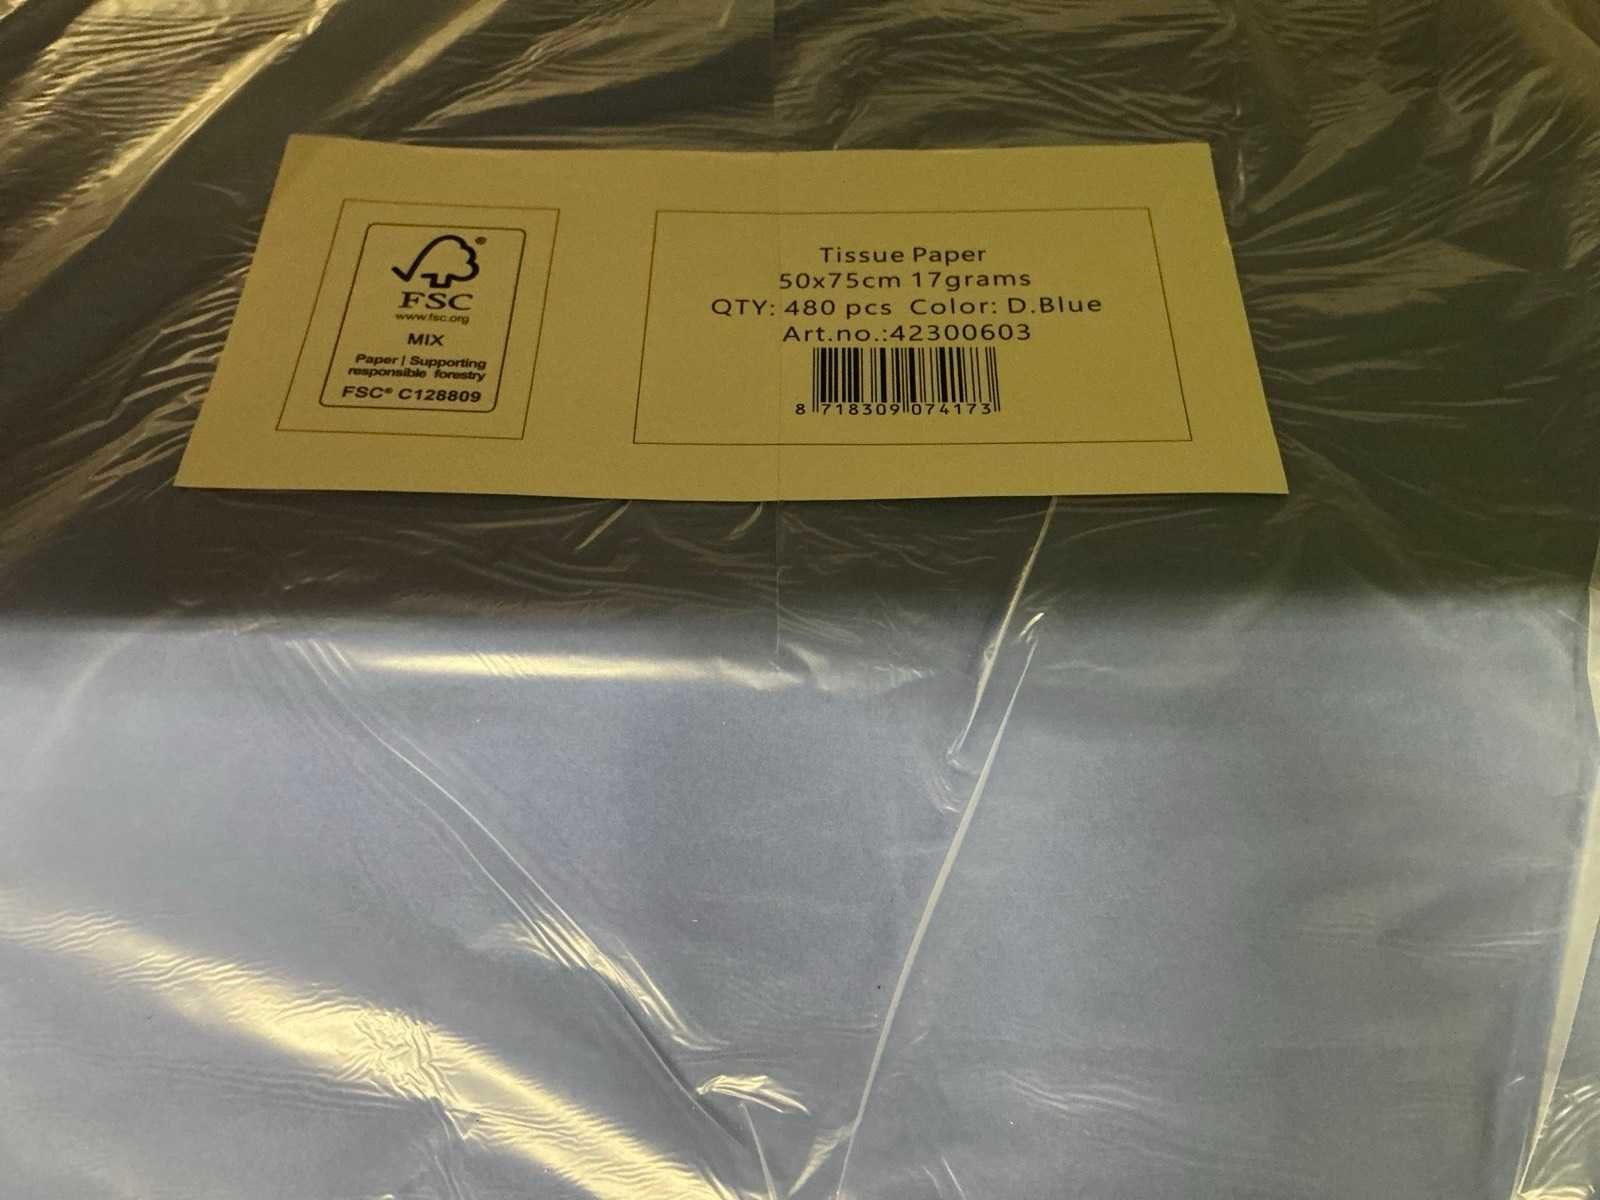 ®
FSC
www.fsc.org
MIX
Paper | Supporting
responsible forestry
FSC® C128809
Tissue Paper
50x75cm 17grams
QTY: 480 pcs Color: D.Blue
Art.no.:42300603
8 718309 074173